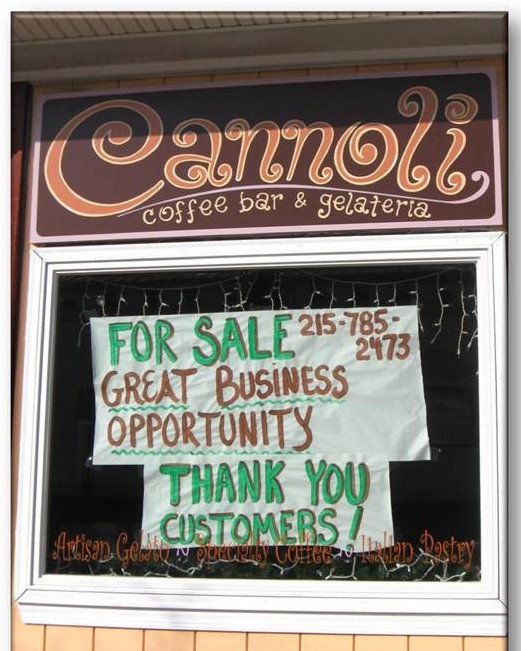 Cannoli
coffee bar & gelateria
FOR SALE 215-785-
2473
GREAT BUSINESS
OPPORTUNITY
THANK YOU
CUSTOMERS!
Artisan Gelato ~ Specialty Coffee ~ Italian Pastry